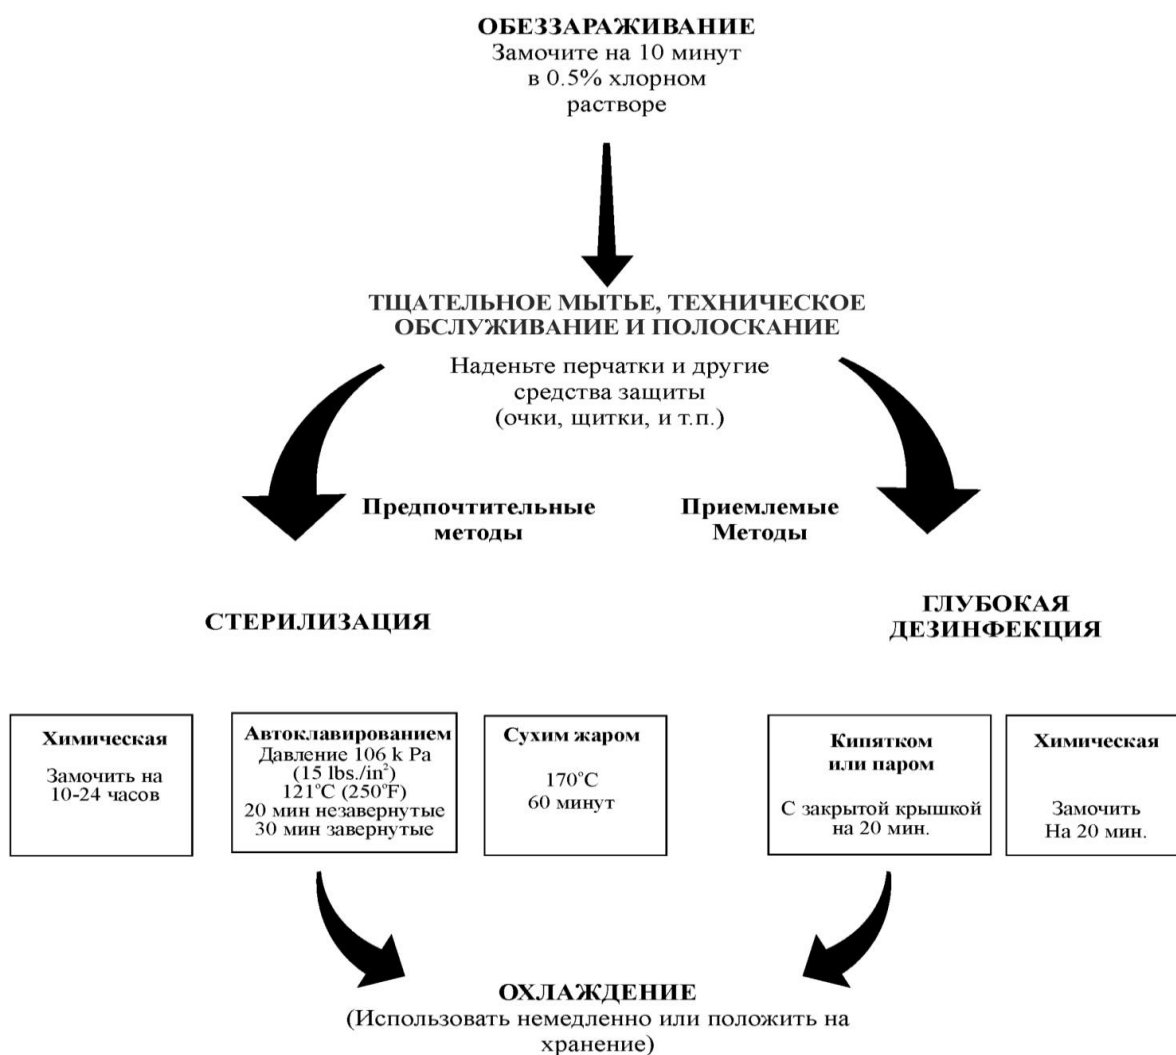 ОБЕЗЗАРАЖИВАНИЕ
Замочите на 10 минут
в 0.5% хлорном
растворе
ТЩАТЕЛЬНОЕ МЫТЬЕ, ТЕХНИЧЕСКОЕ
ОБСЛУЖИВАНИЕ И ПОЛОСКАНИЕ
Наденьте перчатки и другие
средства защиты
(очки, щитки, и т.п.)
Предпочтительные
методы
Приемлемые
Методы
СТЕРИЛИЗАЦИЯ
ГЛУБОКАЯ
ДЕЗИНФЕКЦИЯ
Химическая
Замочить на
10-24 часов
Автоклавированием
Давление 106 k Pa
(15 lbs./in²)
121°C (250°F)
20 мин незавернутые
30 мин завернутые
Сухим жаром
170°C
60 минут
Кипятком
или паром
С закрытой крышкой
на 20 мин.
Химическая
Замочить
На 20 мин.
ОХЛАЖДЕНИЕ
(Использовать немедленно или положить на
хранение)